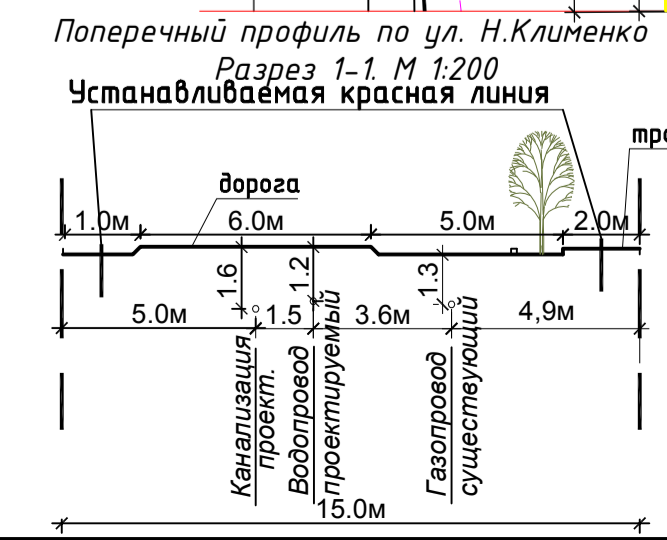 Поперечный профиль по ул. Н.Клименко
Разрез 1-1. М 1:200
Устанавливаемая красная линия
дорога
1.0м 6.0м 5.0м 2.0м
1.6 1.2 1.3
5.0м 1.5 3.6м 4,9м
Канализация
проект.
Водопровод
проектируемый
Газопровод
существующий
15.0м